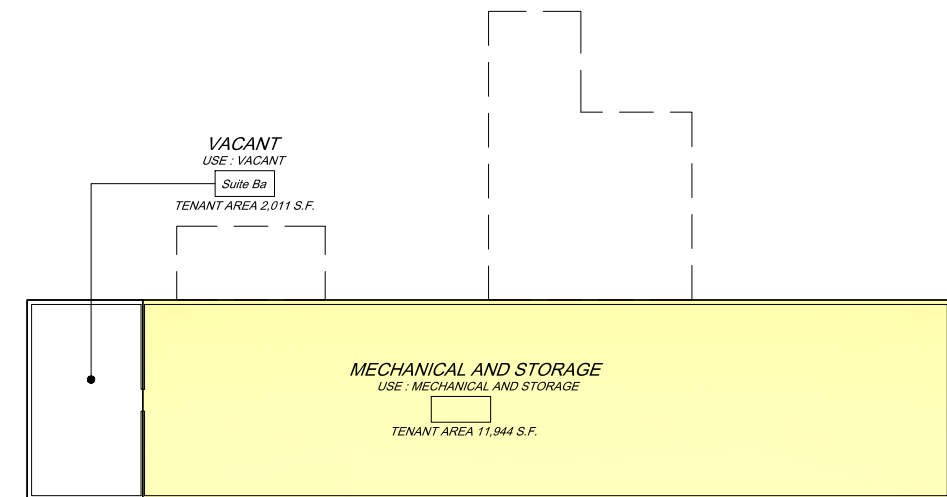 VACANT
USE : VACANT
Suite Ba
TENANT AREA 2,011 S.F.
MECHANICAL AND STORAGE
USE : MECHANICAL AND STORAGE
TENANT AREA 11,944 S.F.